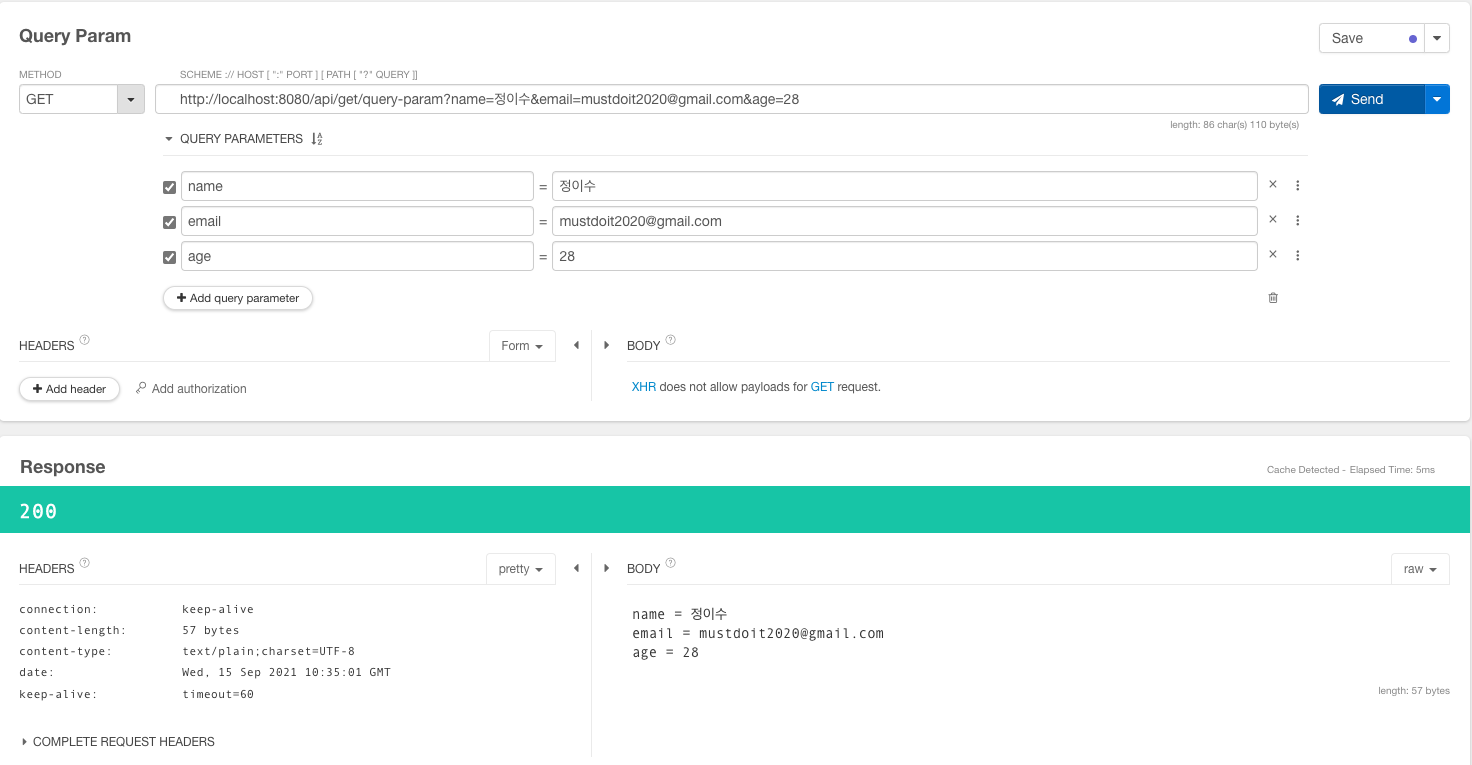 Query Param
Save
METHOD
SCHEME :// HOST [ ":" PORT ] [ PATH [ "?" QUERY ]]
GET
http://localhost:8080/api/get/query-param?name=정이수&email=mustdoit2020@gmail.com&age=28
Send
length: 86 char(s) 110 byte(s)
QUERY PARAMETERS
name = 정이수
email = mustdoit2020@gmail.com
age = 28
+ Add query parameter
HEADERS ? Form
BODY ?
+ Add header Add authorization
XHR does not allow payloads for GET request.
Response
Cache Detected - Elapsed Time: 5ms
200
HEADERS ? pretty
BODY ? raw
connection: keep-alive
content-length: 57 bytes
content-type: text/plain;charset=UTF-8
date: Wed, 15 Sep 2021 10:35:01 GMT
keep-alive: timeout=60
name = 정이수
email = mustdoit2020@gmail.com
age = 28
length: 57 bytes
COMPLETE REQUEST HEADERS